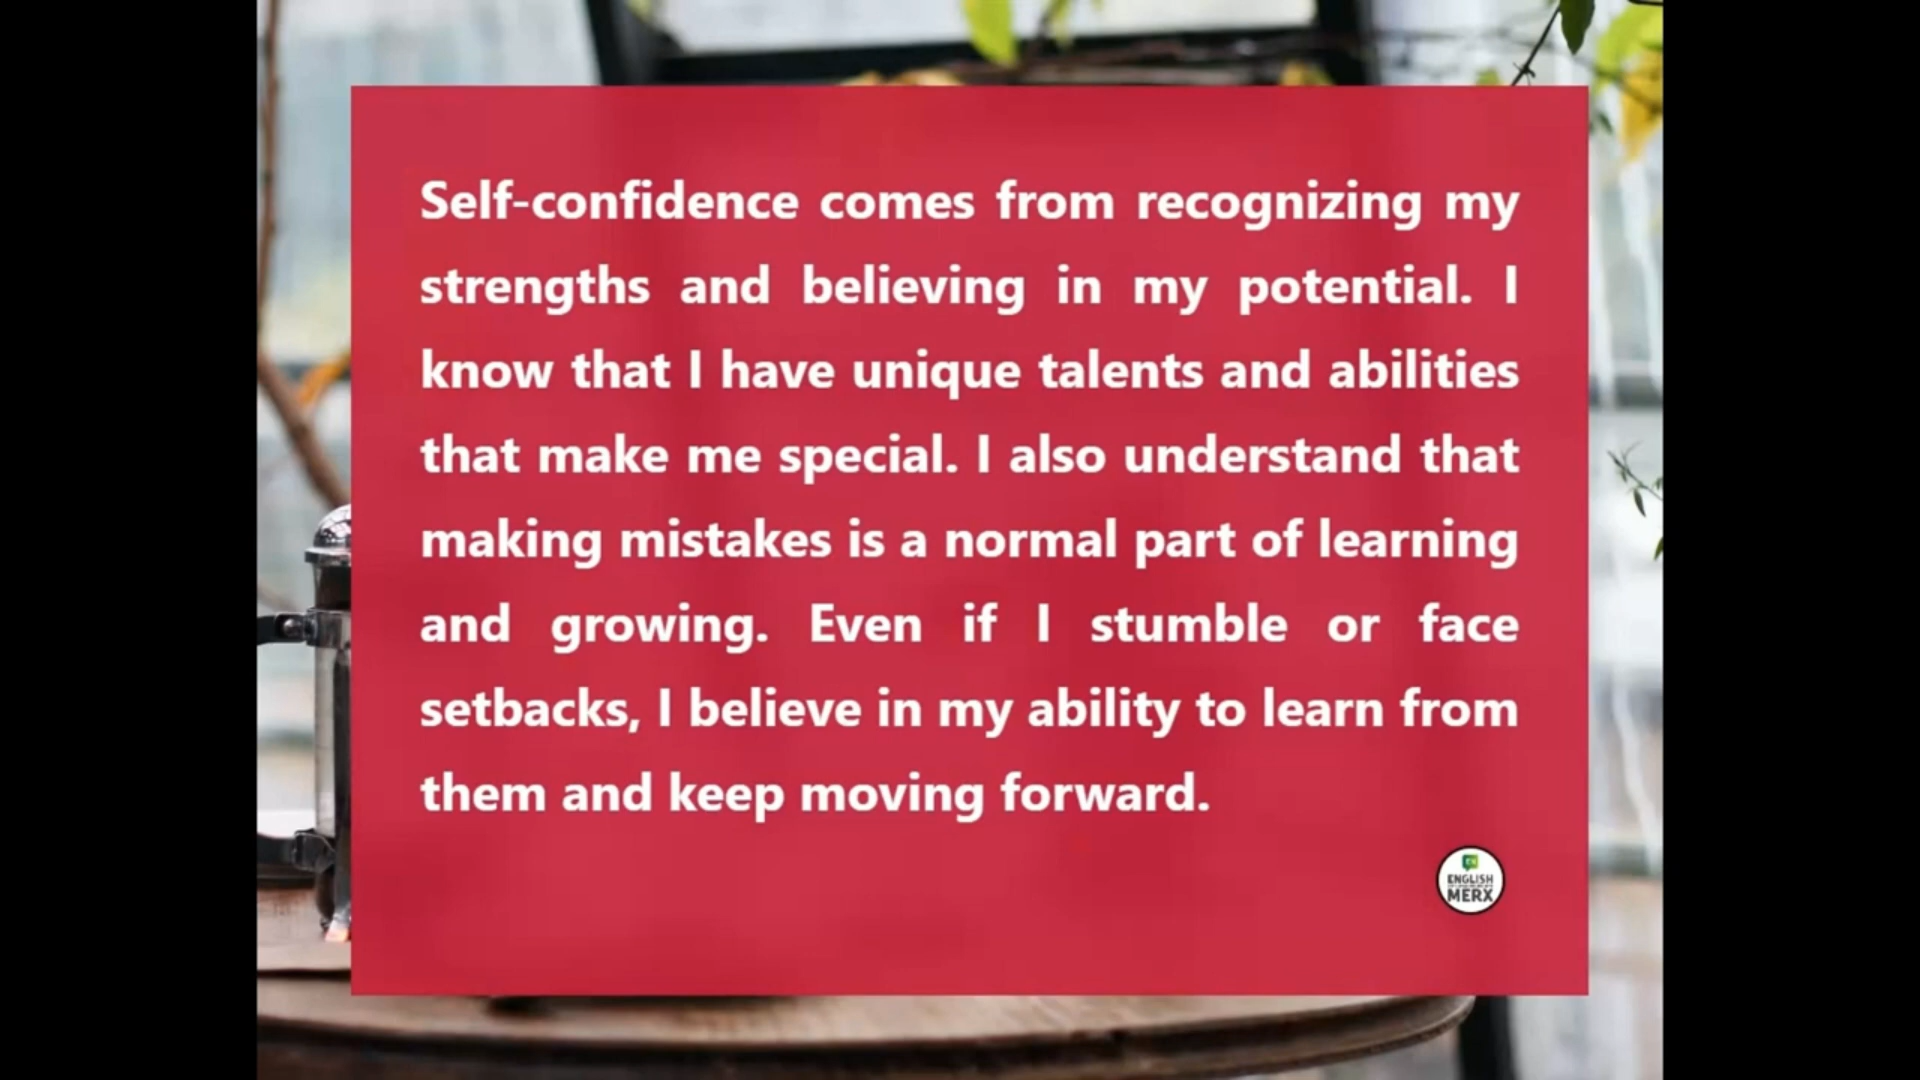 Self-confidence comes from recognizing my
strengths and believing in my potential. I
know that I have unique talents and abilities
that make me special. I also understand that
making mistakes is a normal part of learning
and growing. Even if I stumble or face
setbacks, I believe in my ability to learn from
them and keep moving forward.
ENGLISH
MERX